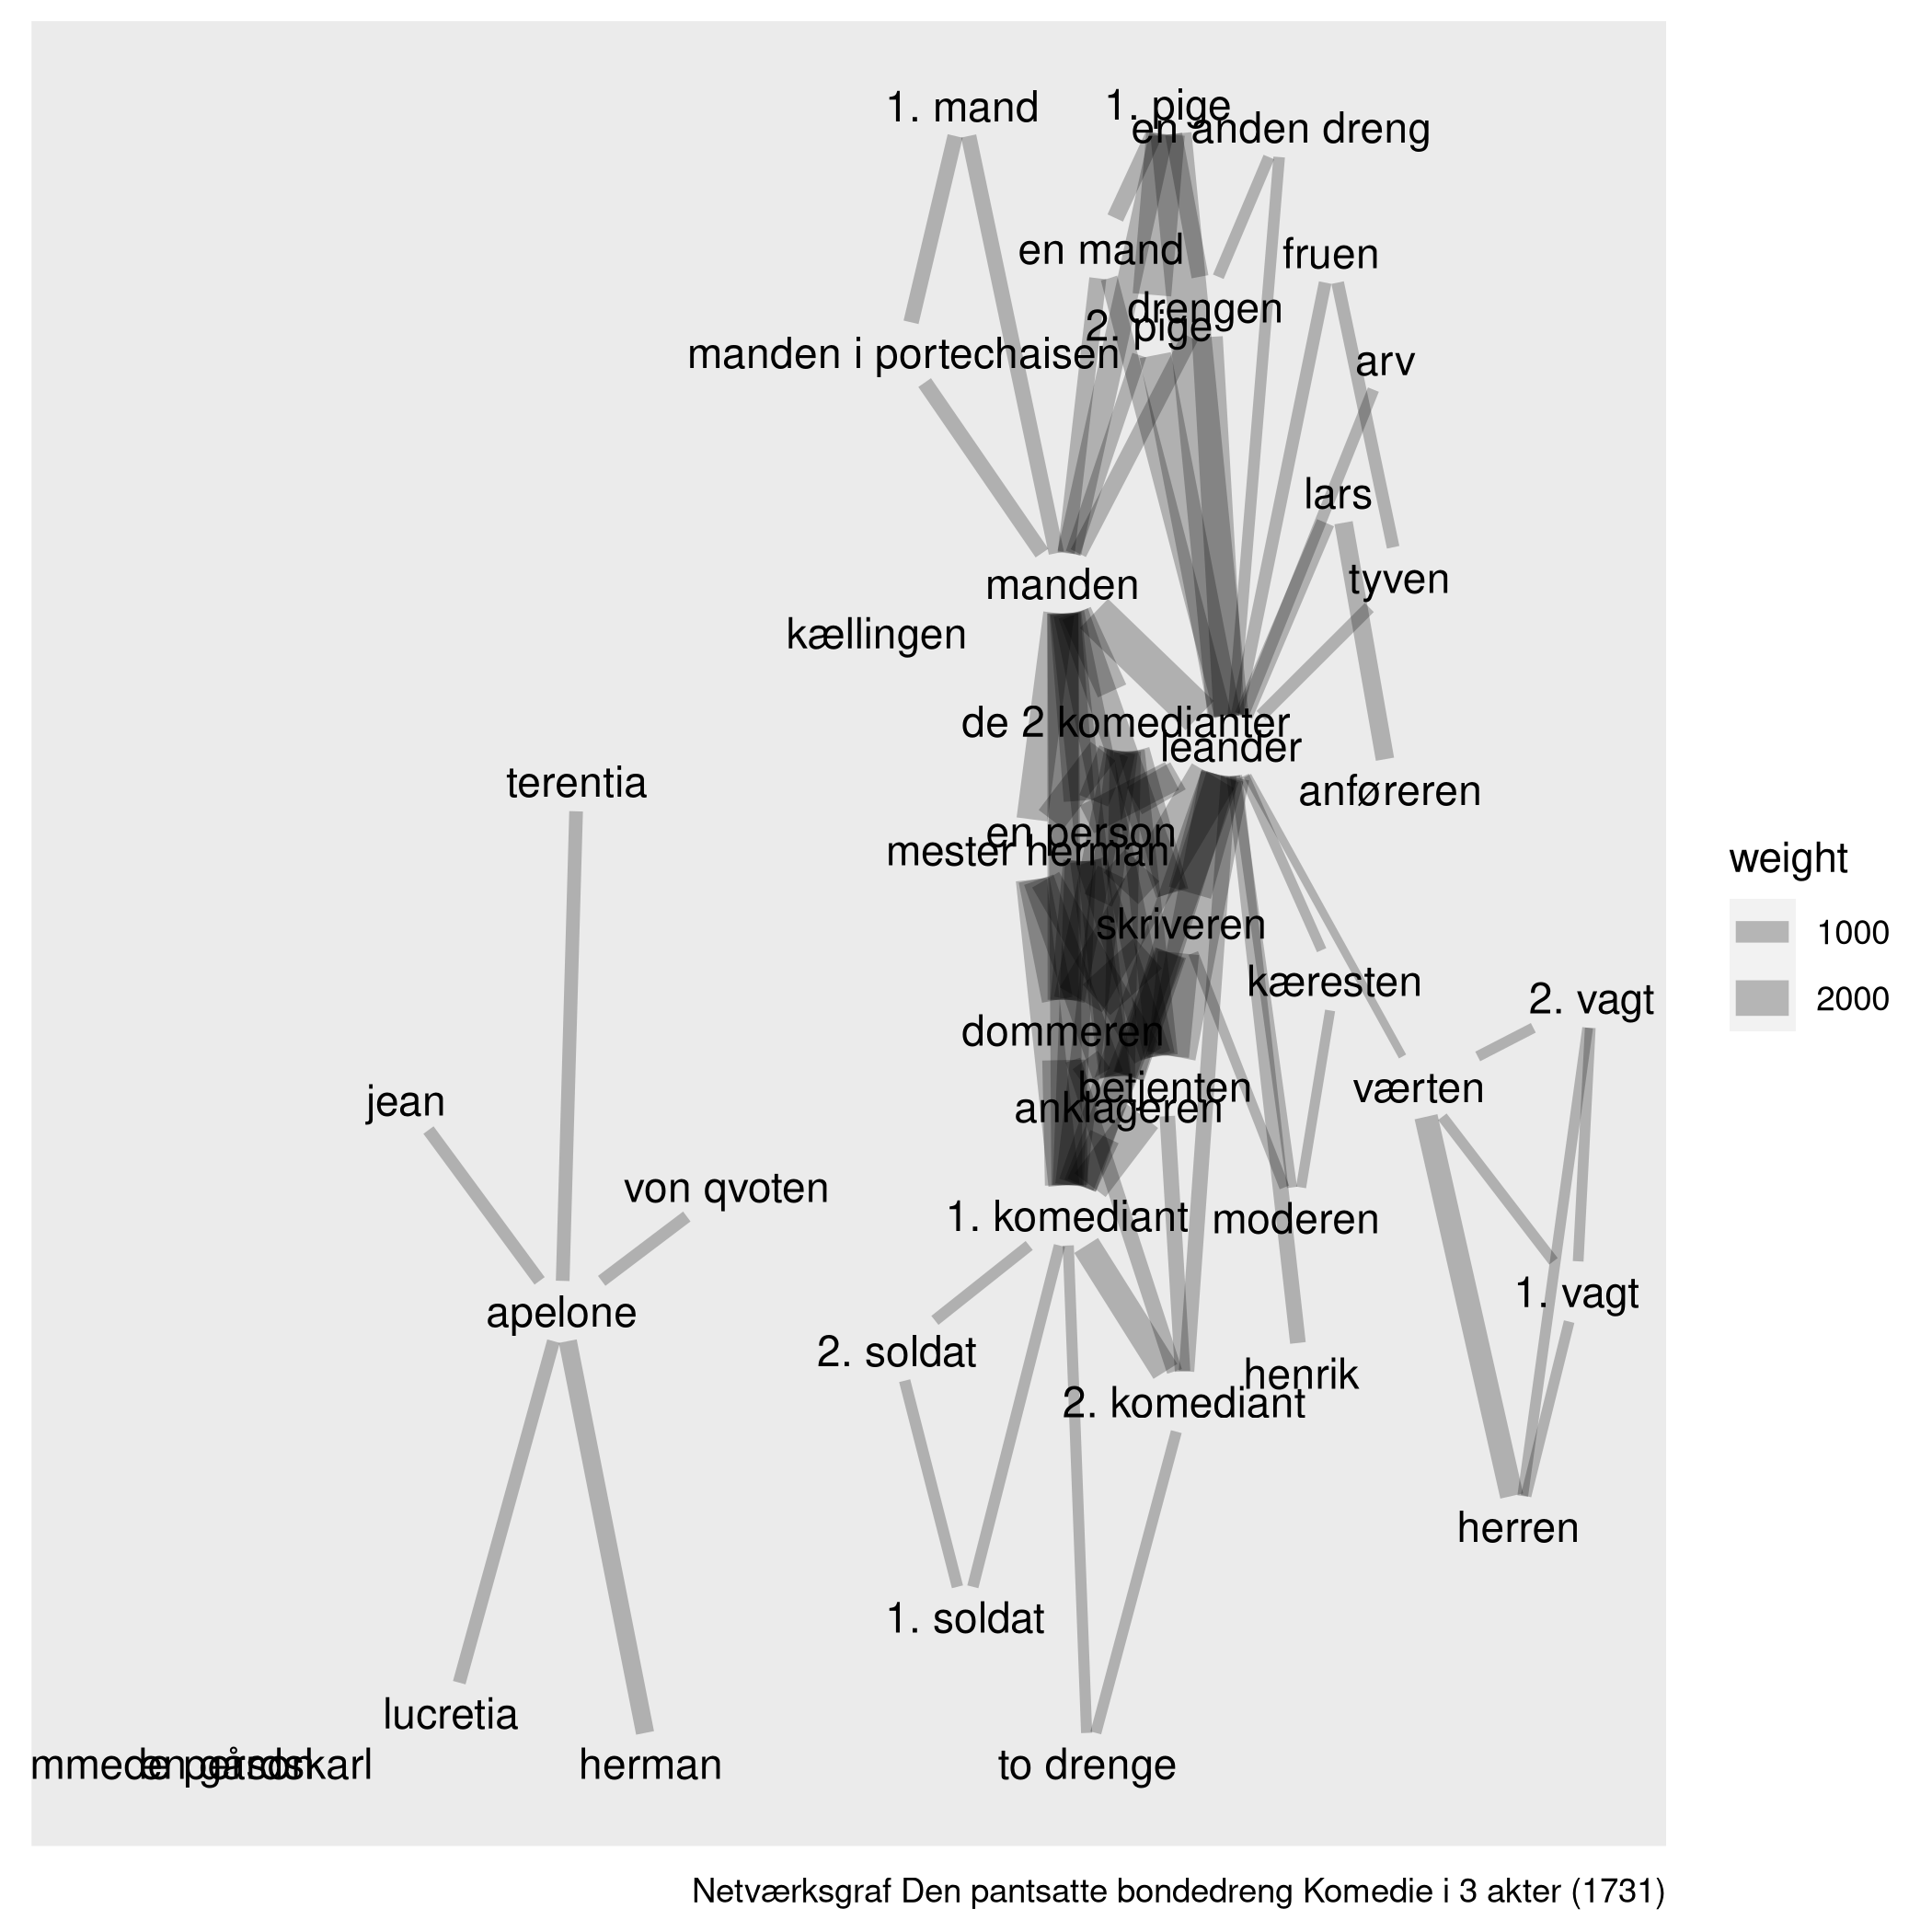 1. mand
1. pige
en anden dreng
en mand
fruen
drengen
2. pige
manden i portechaisen
arv
lars
manden
tyven
kællingen
de 2 komedianter
leander
terentia
anføreren
en person
mester herman
weight
skriveren
1000
kæresten
2000
2. vagt
dommeren
betjenten
værten
jean
anklageren
von qvoten
1. komediant
moderen
1. vagt
apelone
2. soldat
henrik
2. komediant
herren
1. soldat
lucretia
herman
to drenge
Netværksgraf Den pantsatte bondedreng Komedie i 3 akter (1731)